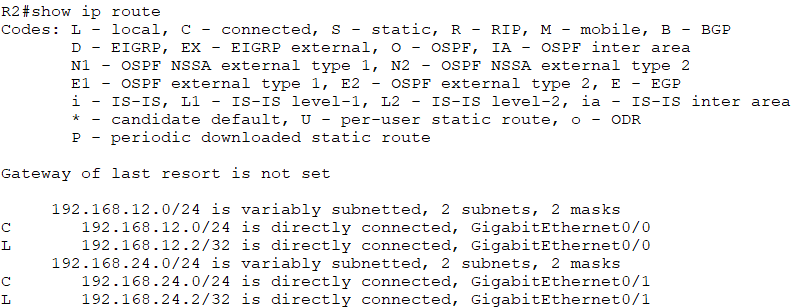 R2#show ip route
Codes: L - local, C - connected, S - static, R - RIP, M - mobile, B - BGP
       D - EIGRP, EX - EIGRP external, O - OSPF, IA - OSPF inter area
       N1 - OSPF NSSA external type 1, N2 - OSPF NSSA external type 2
       E1 - OSPF external type 1, E2 - OSPF external type 2, E - EGP
       i - IS-IS, L1 - IS-IS level-1, L2 - IS-IS level-2, ia - IS-IS inter area
       * - candidate default, U - per-user static route, o - ODR
       P - periodic downloaded static route

Gateway of last resort is not set

     192.168.12.0/24 is variably subnetted, 2 subnets, 2 masks
C       192.168.12.0/24 is directly connected, GigabitEthernet0/0
L       192.168.12.2/32 is directly connected, GigabitEthernet0/0
     192.168.24.0/24 is variably subnetted, 2 subnets, 2 masks
C       192.168.24.0/24 is directly connected, GigabitEthernet0/1
L       192.168.24.2/32 is directly connected, GigabitEthernet0/1